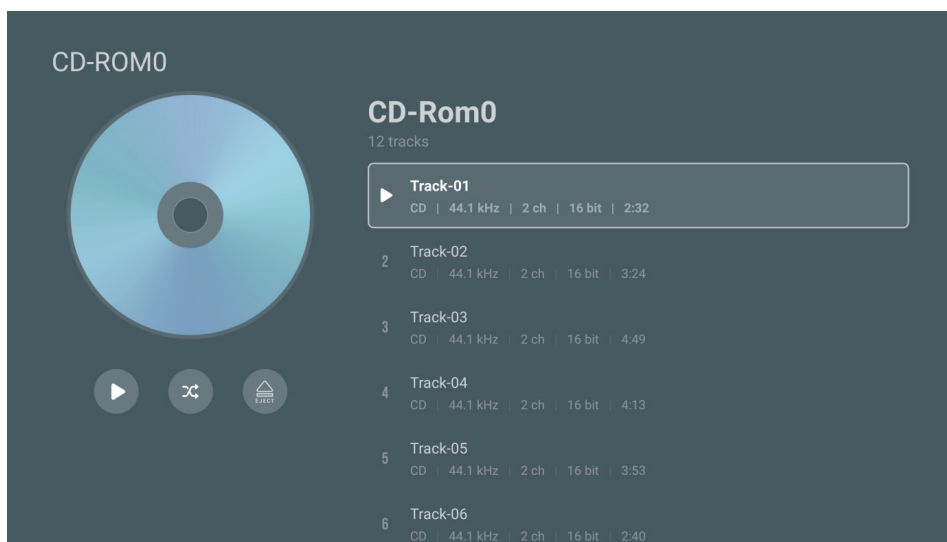 CD-ROM0
CD-Rom0
12 tracks
Track-01
CD | 44.1 kHz | 2 ch | 16 bit | 2:32
2
Track-02
CD | 44.1 kHz | 2 ch | 16 bit | 3:24
3
Track-03
CD | 44.1 kHz | 2 ch | 16 bit | 4:49
EJECT
4
Track-04
CD | 44.1 kHz | 2 ch | 16 bit | 4:13
5
Track-05
CD | 44.1 kHz | 2 ch | 16 bit | 3:53
6
Track-06
CD | 44.1 kHz | 2 ch | 16 bit | 2:40